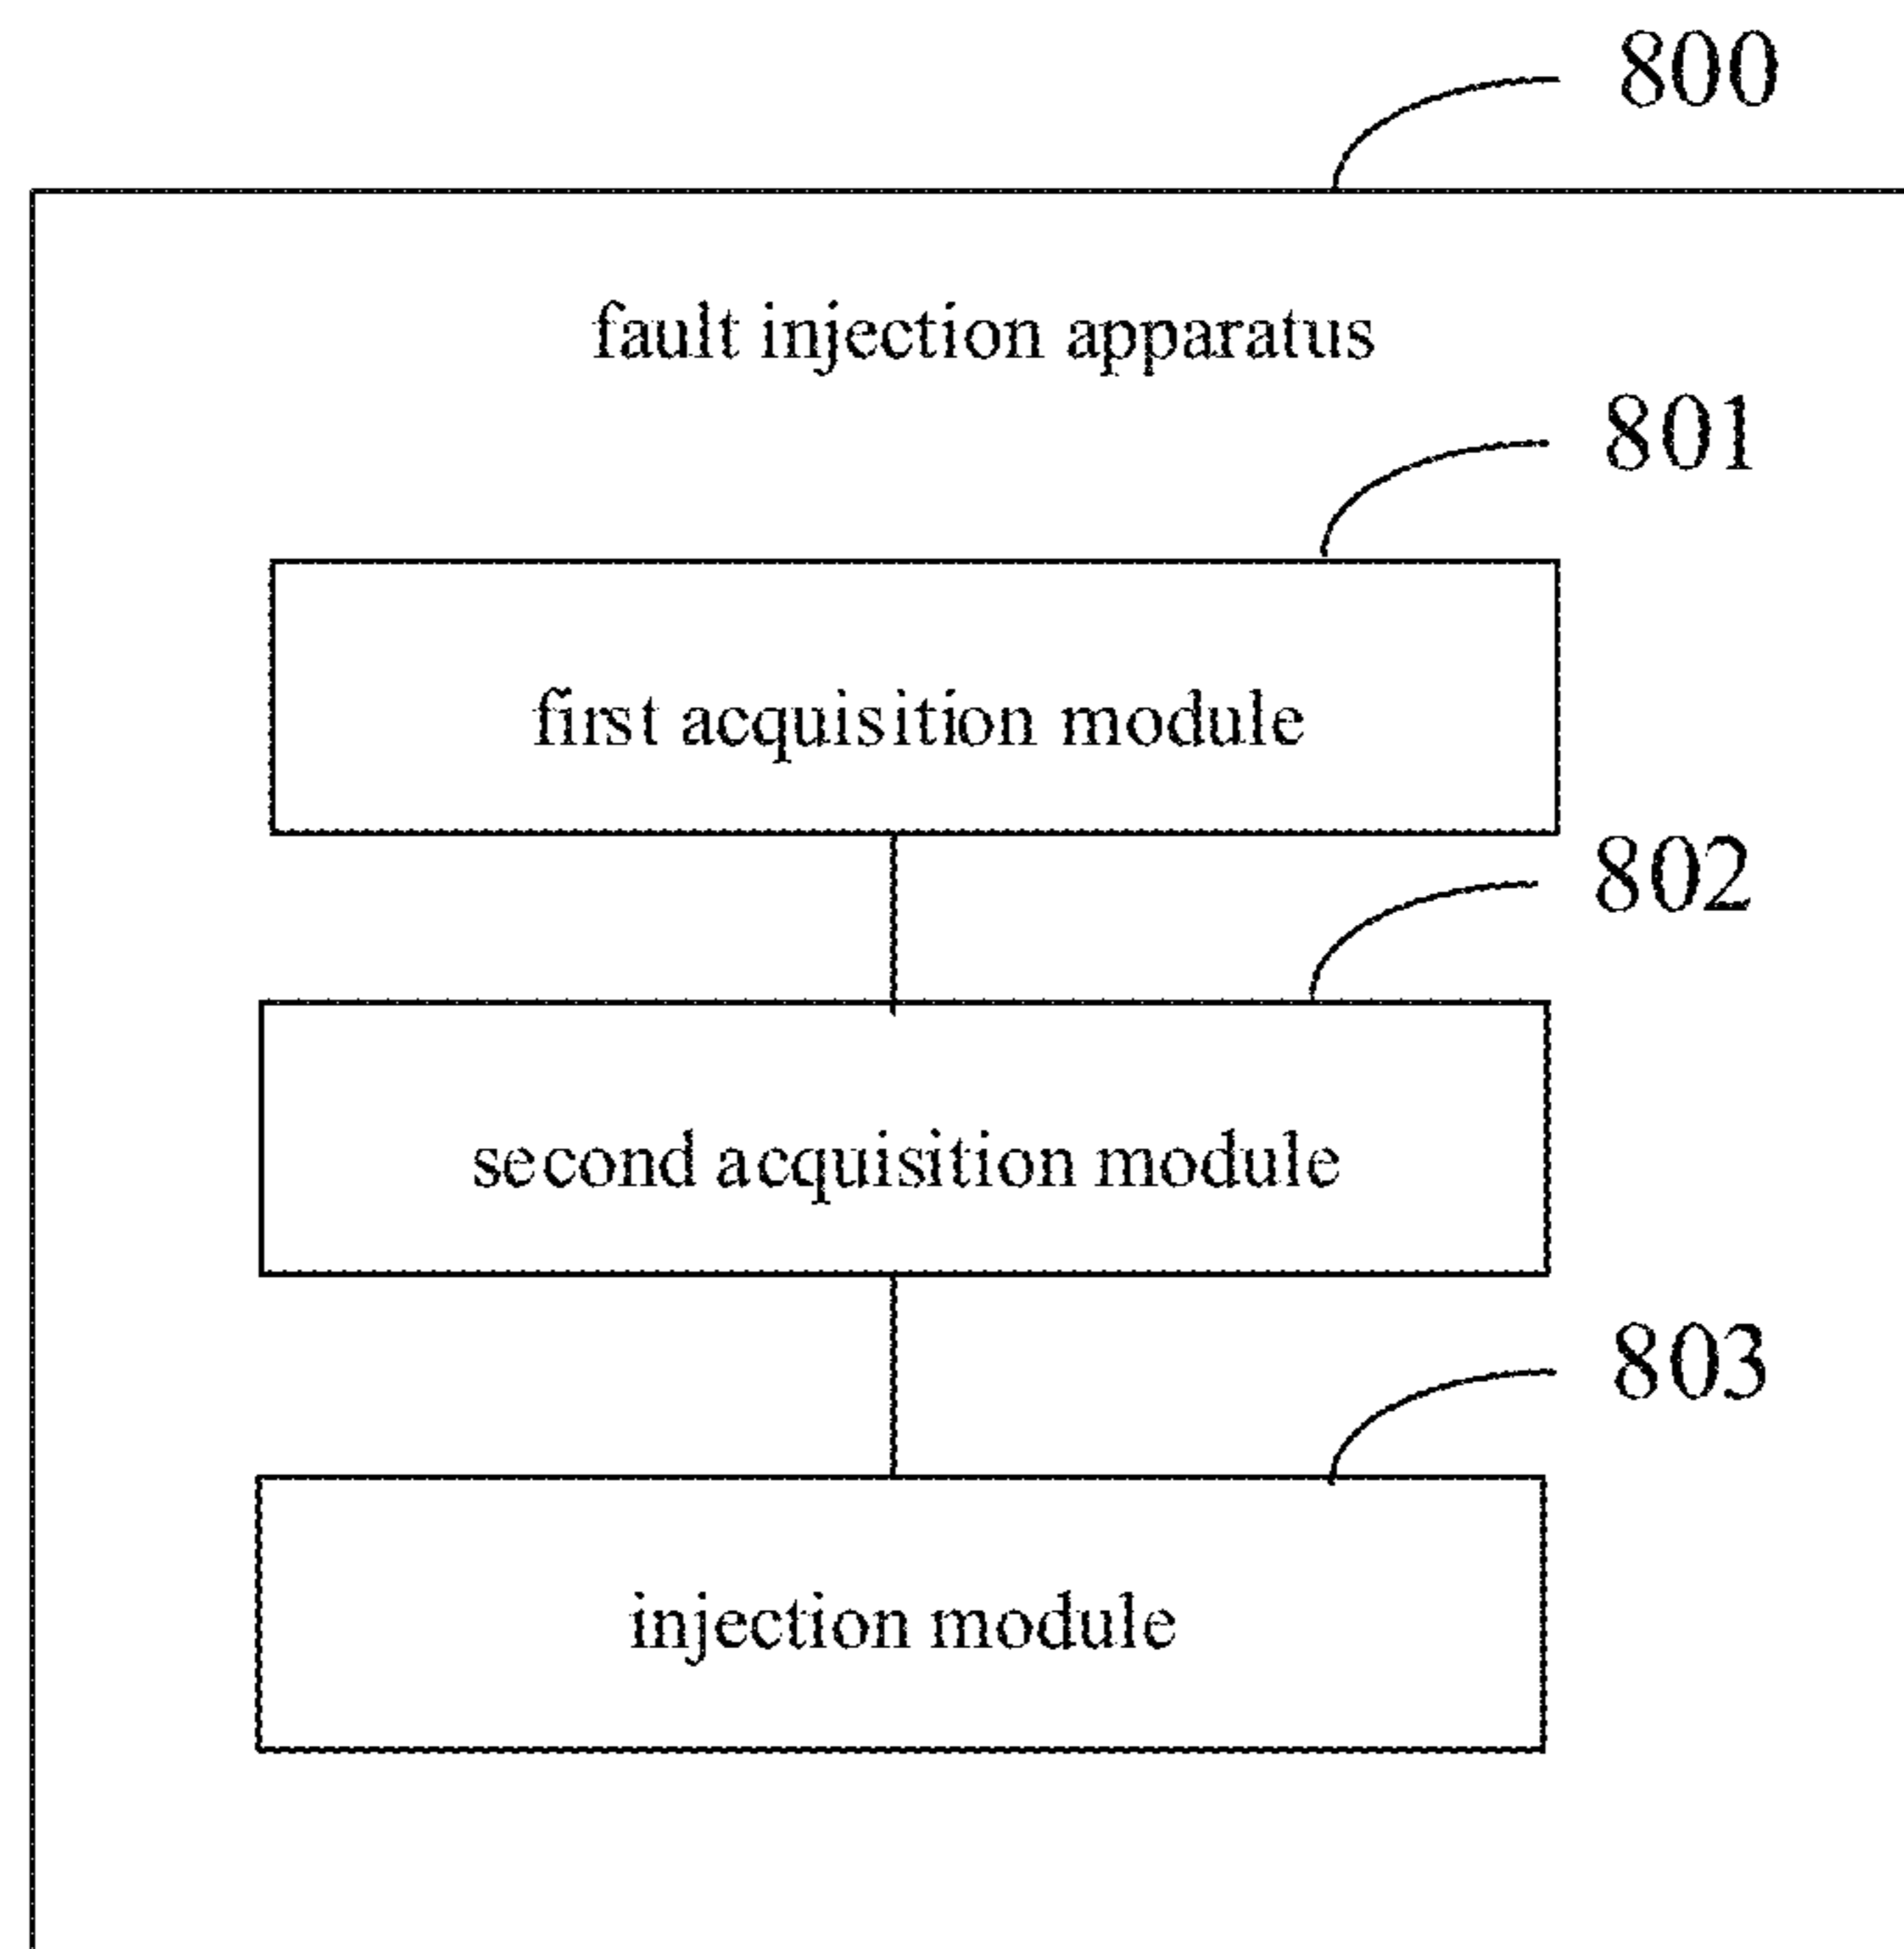 800
fault injection apparatus
801
first acquisition module
802
second acquisition module
803
injection module